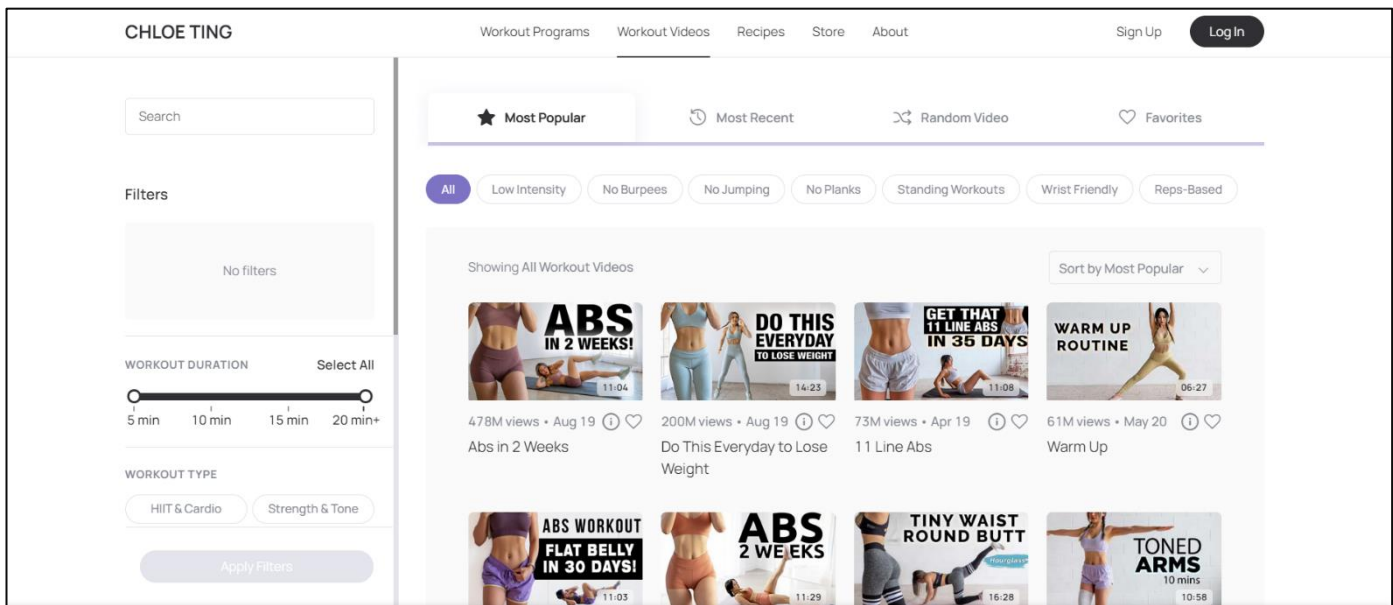 CHLOE TING
Workout Programs Workout Videos Recipes Store About
Sign Up Log In
Search
Filters
No filters
WORKOUT DURATION Select All
5 min 10 min 15 min 20 min+
WORKOUT TYPE
HIIT & Cardio Strength & Tone
Apply Filters
Most Popular Most Recent Random Video Favorites
All Low Intensity No Burpees No Jumping No Planks Standing Workouts Wrist Friendly Reps-Based
Showing All Workout Videos
Sort by Most Popular
ABS
IN 2 WEEKS!
11:04
478M views • Aug 19
Abs in 2 Weeks
DO THIS
EVERYDAY
TO LOSE WEIGHT
14:23
200M views • Aug 19
Do This Everyday to Lose
Weight
GET THAT
11 LINE ABS
IN 35 DAYS
11:08
73M views • Apr 19
11 Line Abs
WARM UP
ROUTINE
06:27
61M views • May 20
Warm Up
ABS WORKOUT
FLAT BELLY
IN 30 DAYS!
11:03
ABS
2 WEEKS
11:29
TINY WAIST
ROUND BUTT
Hourglass
16:28
TONED
ARMS
10 mins
10:58